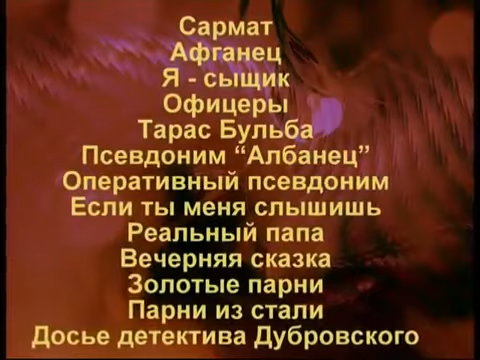 Сармат
Афганец
Я - сыщик
Офицеры
Тарас Бульба
Псевдоним “Албанец”
Оперативный псевдоним
Если ты меня слышишь
Реальный папа
Вечерняя сказка
Золотые парни
Парни из стали
Досье детектива Дубровского